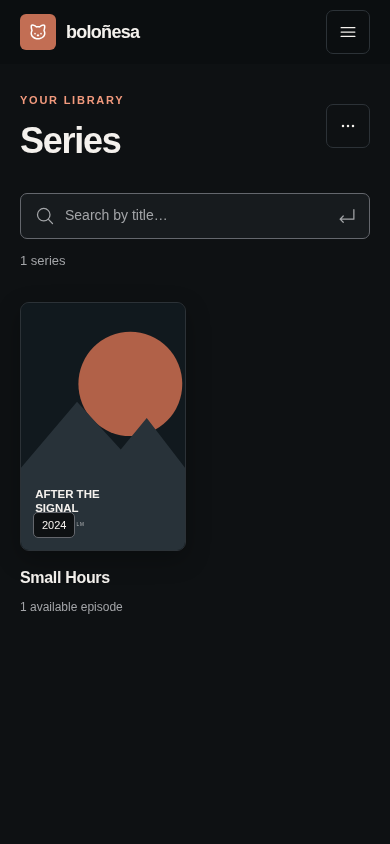 boloñesa
YOUR LIBRARY
Series
Search by title…
1 series
AFTER THE
SIGNAL
2024
Small Hours
1 available episode